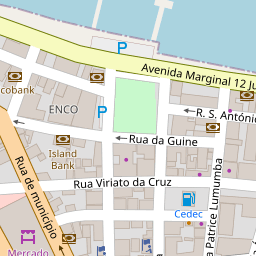 P
Avenida Marginal 12 Ju
cobank
ENCO
P
R. S. Antóni
Rua da Guine
Island
Bank
Rua Viriato da Cruz
Rua de município
Cedec
a Patrice Lumumba
Mercado